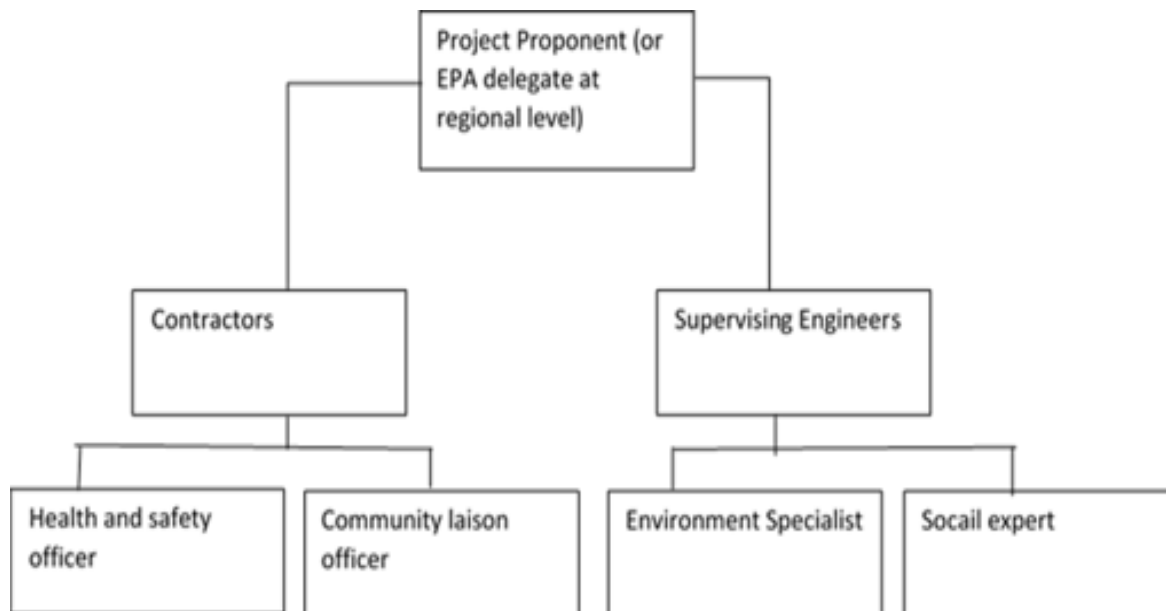 Project Proponent (or
EPA delegate at
regional level)
Contractors
Supervising Engineers
Health and safety
officer
Community laison
officer
Environment Specialist
Socail expert